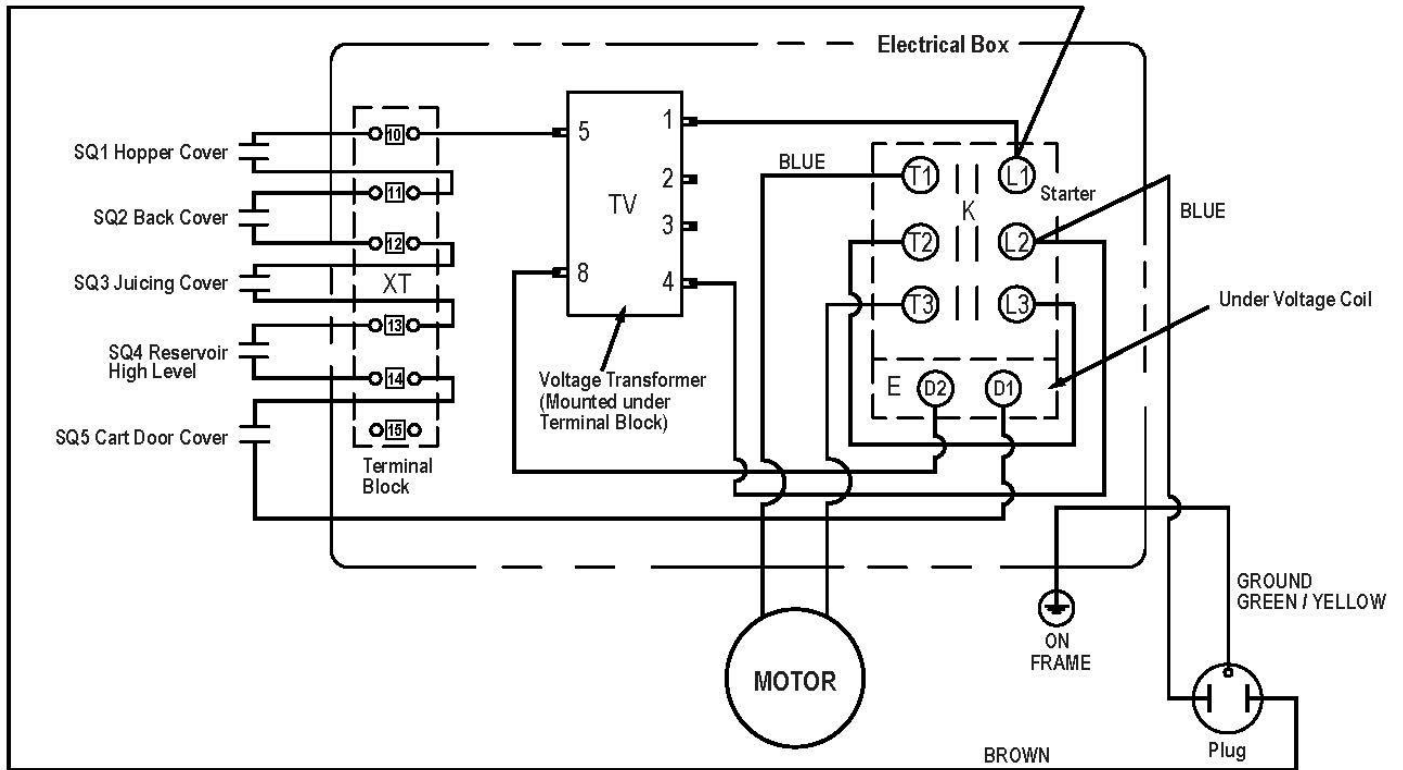 Electrical Box
SQ1 Hopper Cover
SQ2 Back Cover
SQ3 Juicing Cover
SQ4 Reservoir
High Level
SQ5 Cart Door Cover
10
11
12
XT
13
14
15
Terminal
Block
5
1
2
TV
3
8
4
Voltage Transformer
(Mounted under
Terminal Block)
BLUE
T1
L1
Starter
K
T2
L2
BLUE
T3
L3
Under Voltage Coil
E
D2
D1
MOTOR
ON
FRAME
GROUND
GREEN / YELLOW
Plug
BROWN